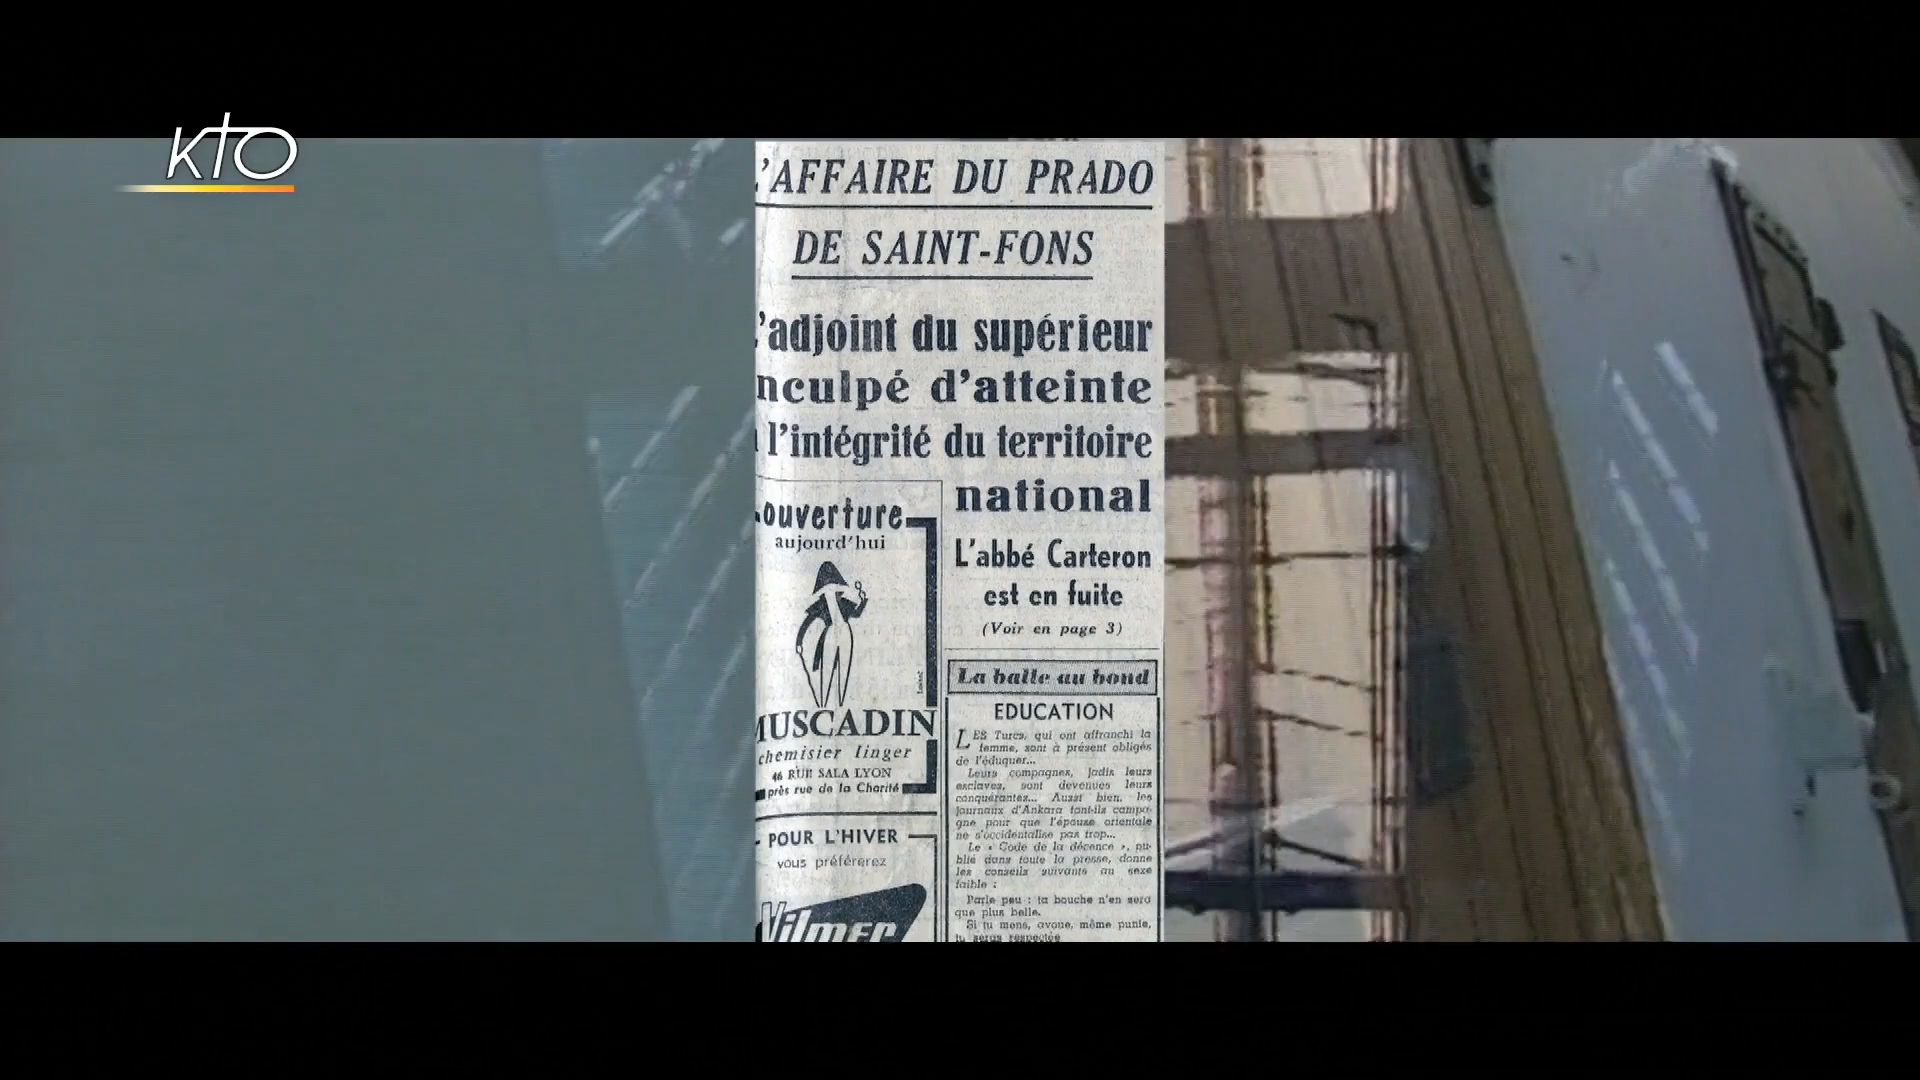 KTO
'AFFAIRE DU PRADO
DE SAINT-FONS
'adjoint du supérieur
nculpé d'atteinte
l'intégrité du territoire
national
L'abbé Carteron
est en fuite
(Voir en page 3)
ouverture
aujourd'hui
MUSCADIN
chemisier linger
46 RUE SALA LYON
près rue de la Charité
POUR L'HIVER
vous préférerez
Vilmer
La balle au bond
EDUCATION
LES Turcs, qui ont affranchi la
femme, sont à présent obligés
de l'éduquer...
Leurs compagnes, jadis leurs
esclaves, sont devenues leurs
conquérantes... Aussi bien, les
journaux d'Ankara font-ils campa-
gne pour que l'épouse orientale
ne s'occidentalise pas trop...
Le « Code de la décence », pu-
blié dans toute la presse, donne
les conseils suivants au sexe
faible :
Parle peu : ta bouche n'en sera
que plus belle.
Si tu mens, avoue, même punie,
tu seras respectée